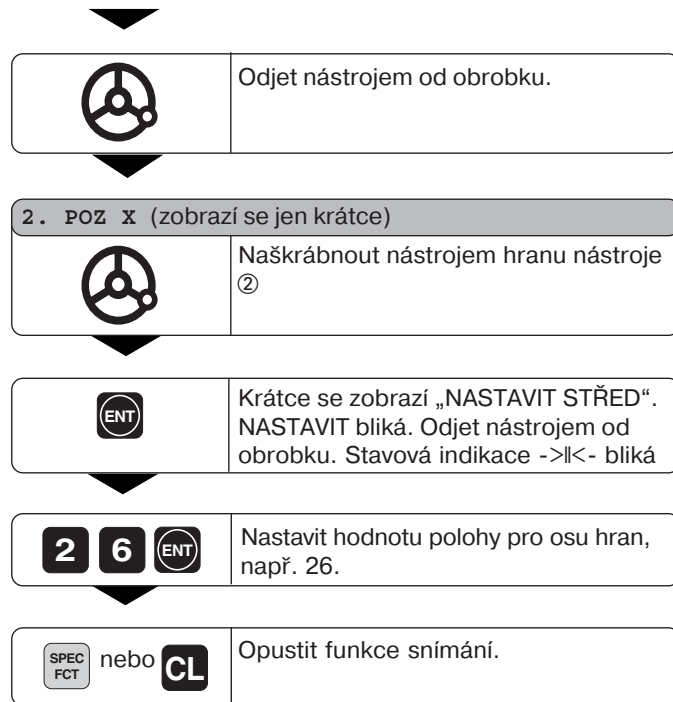 Odjet nástrojem od obrobku.
2. POZ X (zobrazí se jen krátce)
Naškrábnout nástrojem hranu nástroje
②
ENT
Krátce se zobrazí „NASTAVIT STŘED“.
NASTAVIT bliká. Odjet nástrojem od
obrobku. Stavová indikace ->‖<- bliká
2 6 ENT
Nastavit hodnotu polohy pro osu hran,
např. 26.
SPEC
FCT
nebo CL
Opustit funkce snímání.